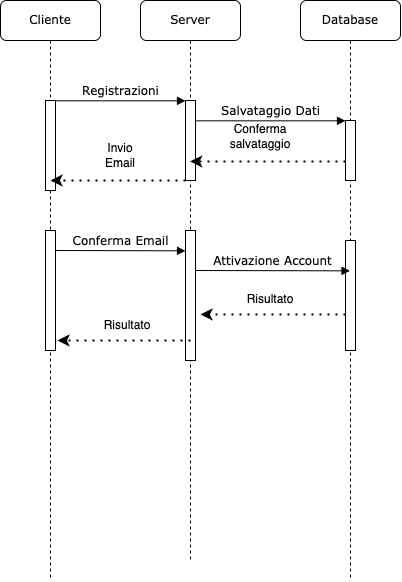 Cliente
Server
Database
Registrazioni
Salvataggio Dati
Conferma
salvataggio
Invio
Email
Conferma Email
Attivazione Account
Risultato
Risultato